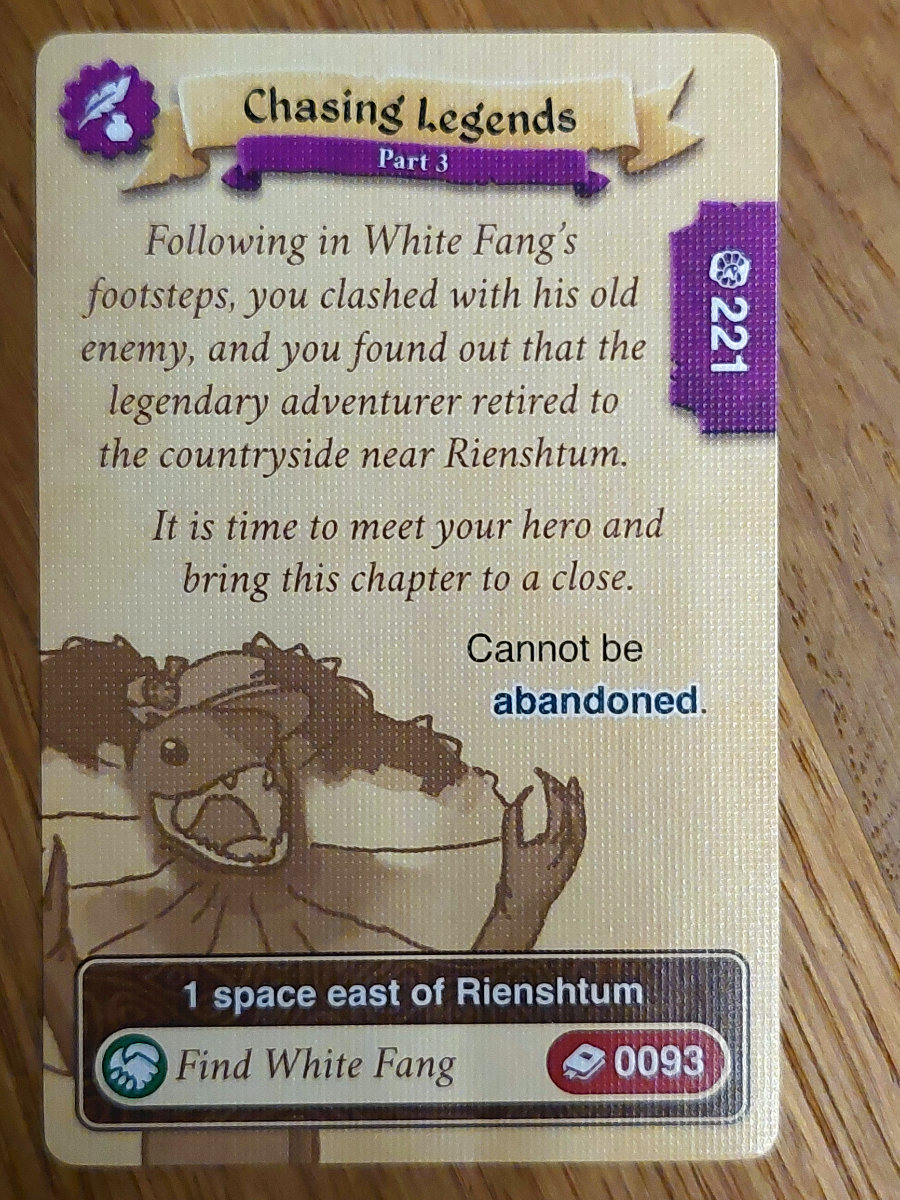 Chasing Legends
Part 3
221
Following in White Fang's
footsteps, you clashed with his old
enemy, and you found out that the
legendary adventurer retired to
the countryside near Rienshtum.
It is time to meet your hero and
bring this chapter to a close.
Cannot be
abandoned.
1 space east of Rienshtum
Find White Fang
0093